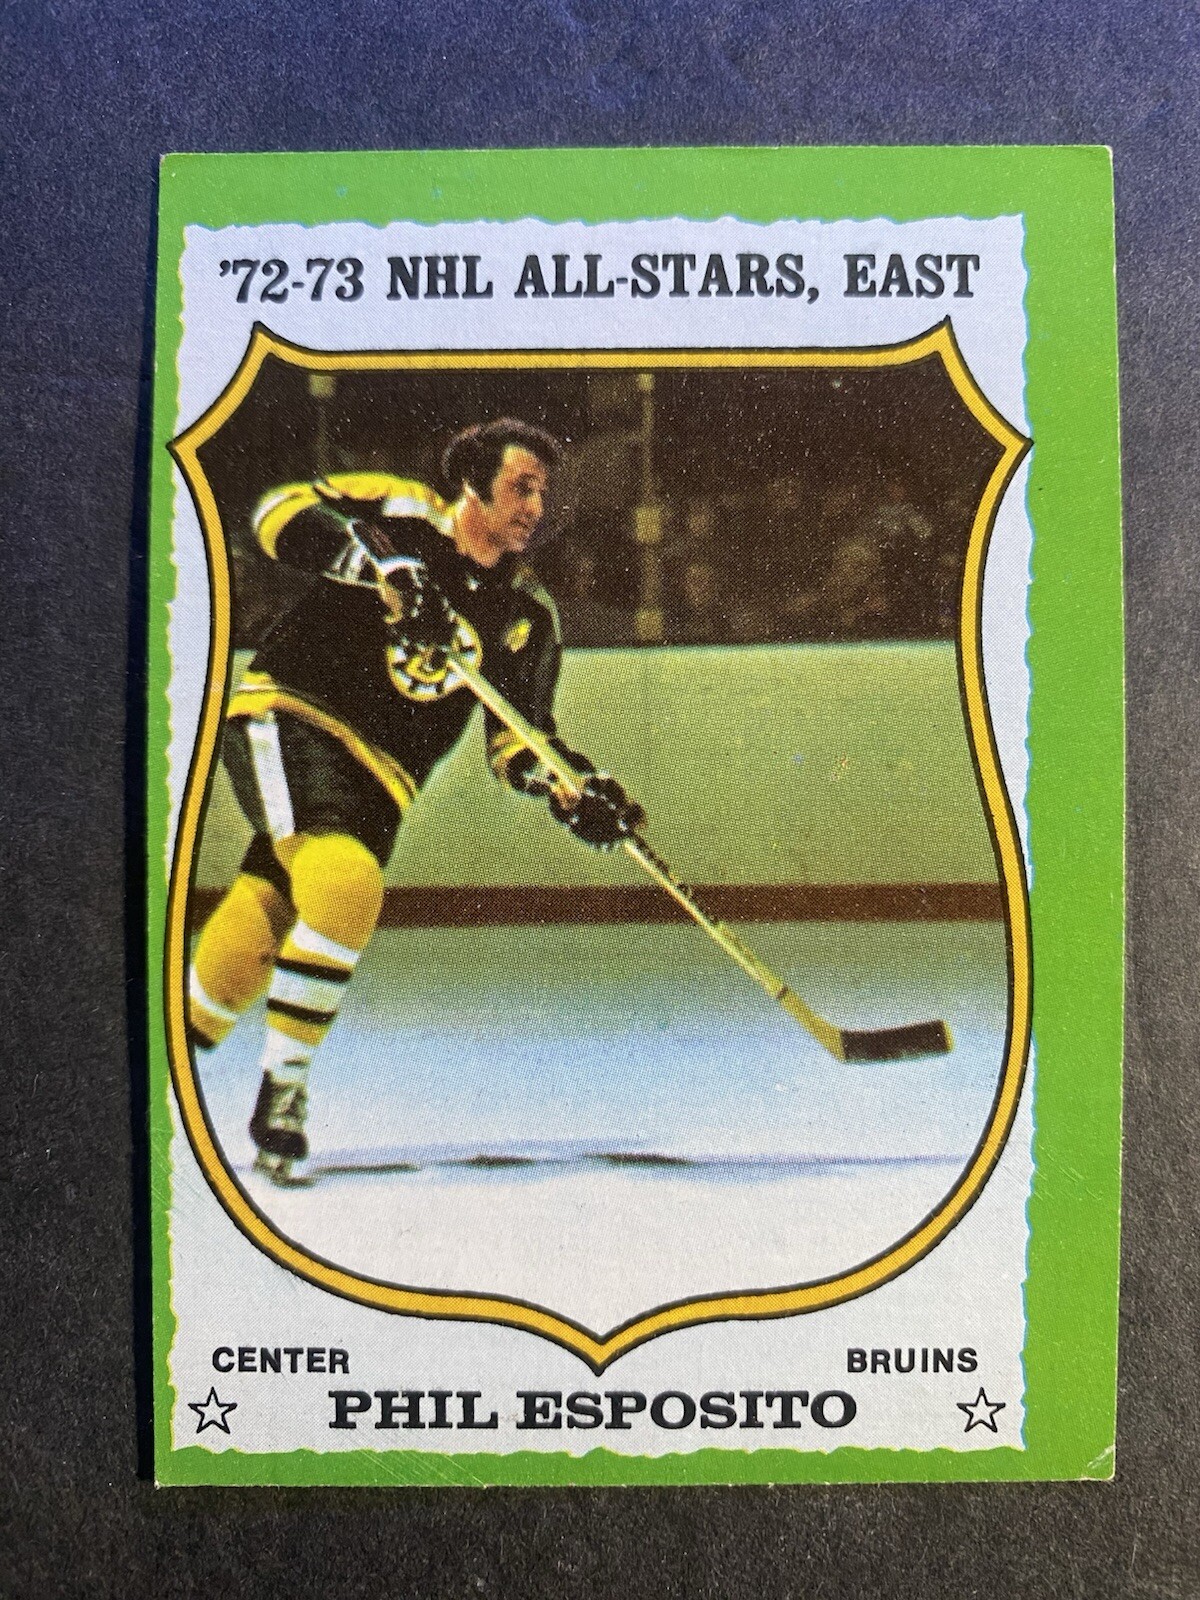 '72-73 NHL ALL-STARS, EAST
CENTER
BRUINS
PHIL ESPOSITO